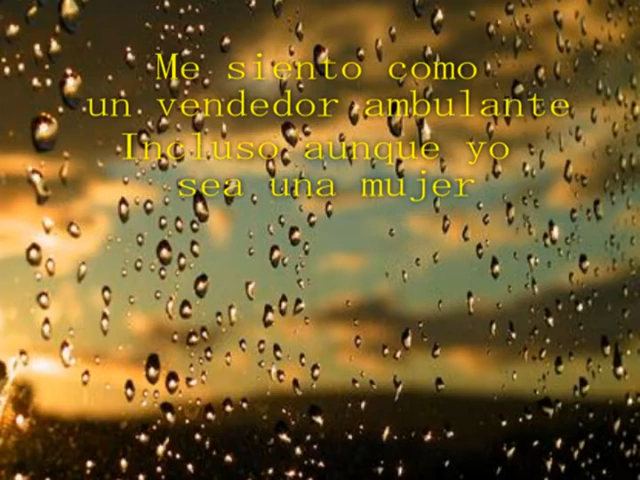 Me siento como
un vendedor ambulante
Incluso aunque yo
sea una mujer